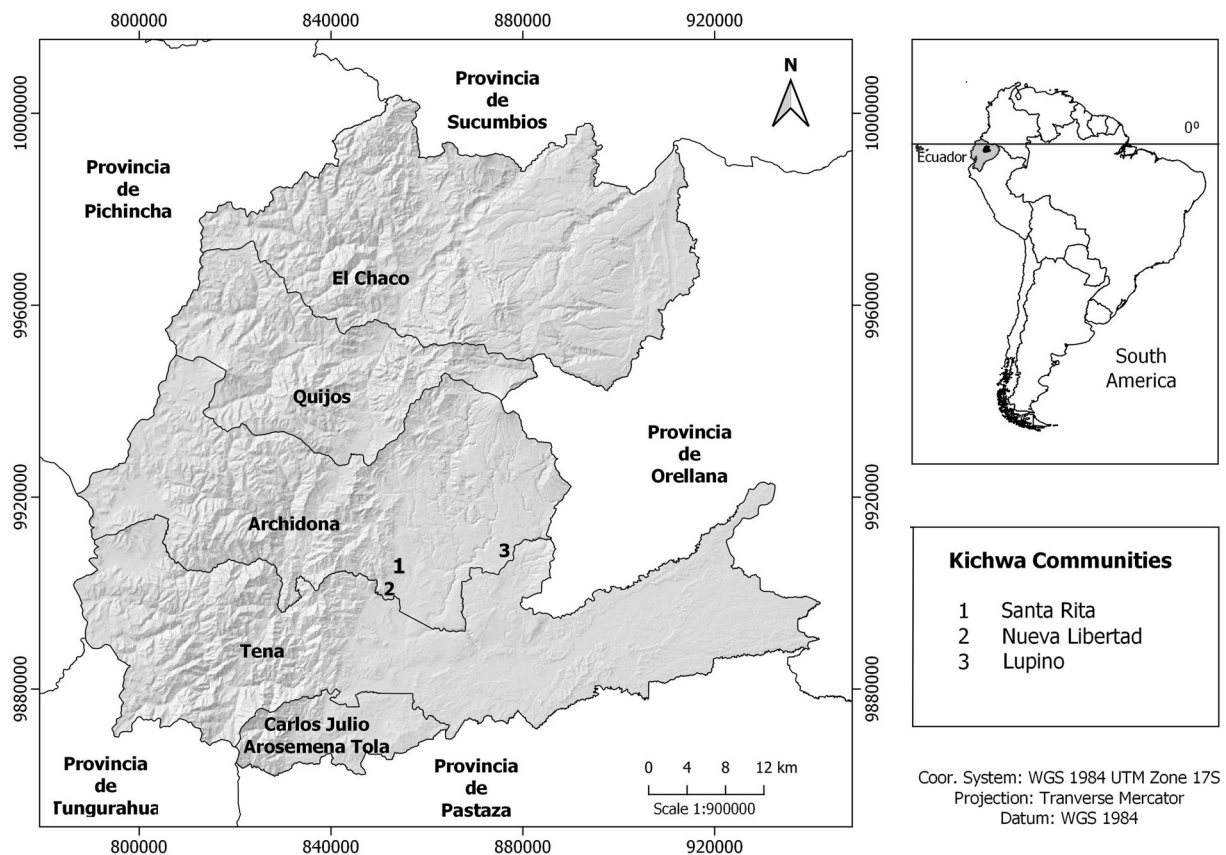 800000
840000
880000
920000
N
Provincia
de
Sucumbios
Provincia
de
Pichincha
10000000
10000000
El Chaco
9960000
9960000
Quijos
Provincia
de
Orellana
9920000
9920000
Archidona
1
2
3
Tena
9880000
9880000
Carlos Julio
Arosemena Tola
Provincia
de
Tungurahua
Provincia
de
Pastaza
0 4 8 12 km
Scale 1:900000
800000
840000
880000
920000
0º
Ecuador
South
America
Kichwa Communities
1 Santa Rita
2 Nueva Libertad
3 Lupino
Coor. System: WGS 1984 UTM Zone 17S
Projection: Tranverse Mercator
Datum: WGS 1984